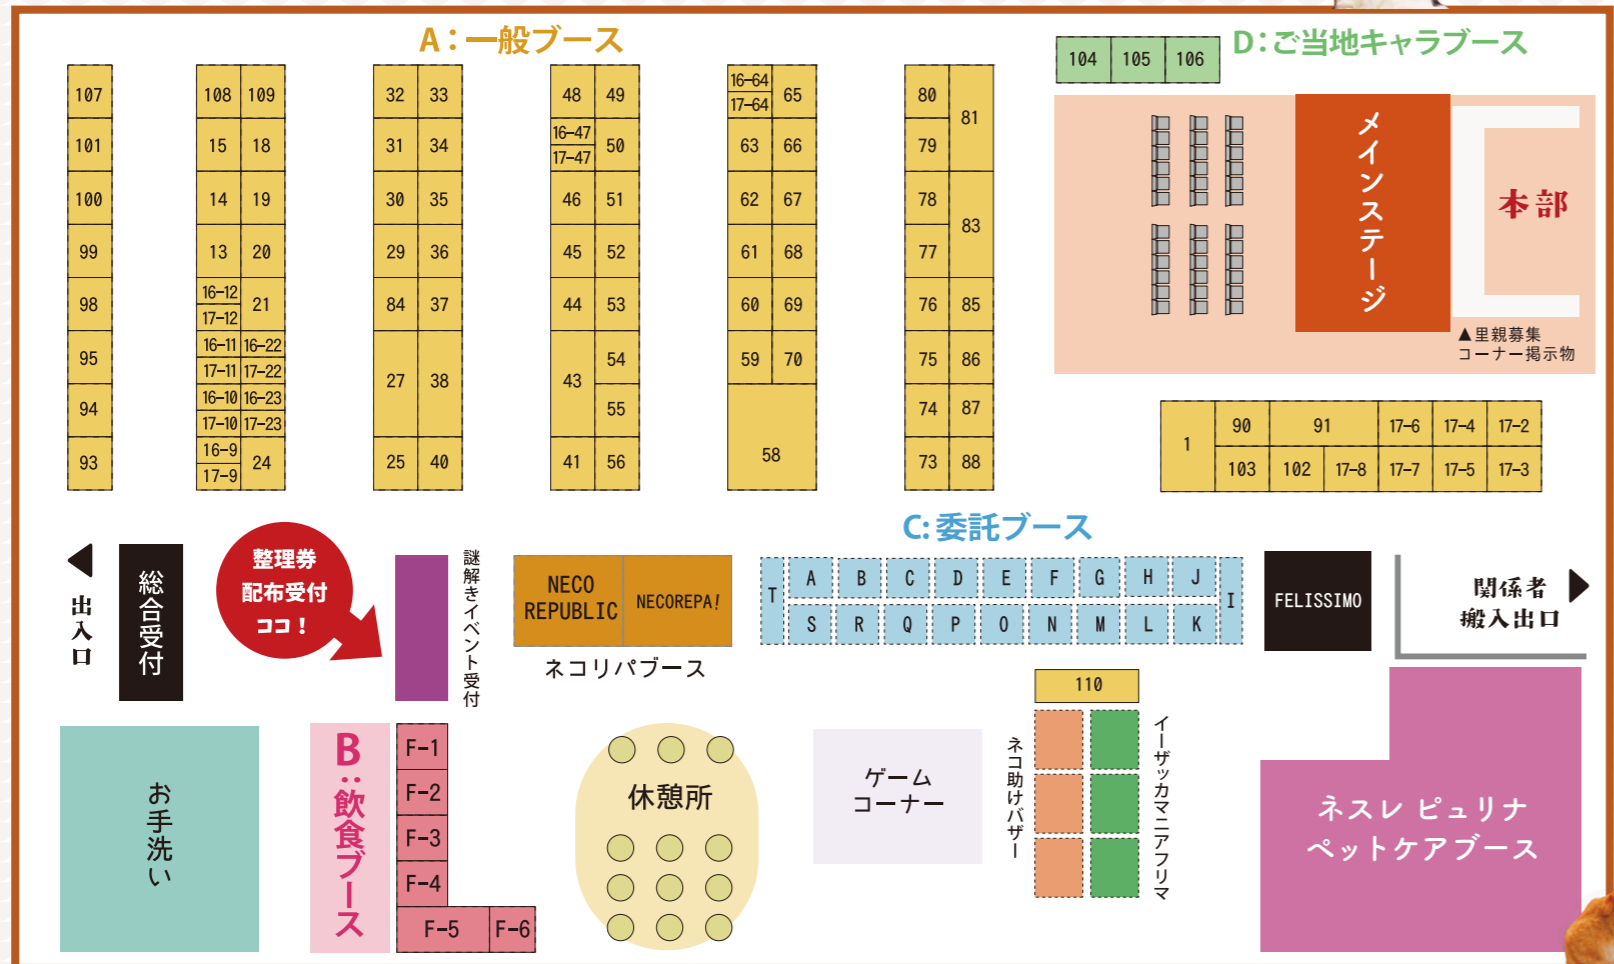 A：一般ブース
D：ご当地キャラブース
104 105 106
107
101
100
99
98
95
94
93
108 109
15 18
14 19
13 20
16-12
17-12
21
16-11 16-22
17-11 17-22
16-10 16-23
17-10 17-23
16-9
17-9
24
32 33
31 34
30 35
29 36
84 37
27 38
25 40
48 49
16-47
17-47
50
46 51
45 52
44 53
43
54
55
41 56
16-64
17-64
65
63 66
62 67
61 68
60 69
59 70
58
80
79
81
78
77
83
76 85
75 86
74 87
73 88
メインステージ
本部
▲里親募集
コーナー掲示物
1
90 91 17-6 17-4 17-2
103 102 17-8 17-7 17-5 17-3
出入口
総合受付
整理券
配布受付
ココ！
謎解きイベント受付
NECO
REPUBLIC
NECOREPA!
ネコリパブース
C：委託ブース
T
A B C D E F G H J
S R Q P O N M L K
I
FELISSIMO
関係者
搬入出口
お手洗い
B：飲食ブース
F-1
F-2
F-3
F-4
F-5 F-6
休憩所
ゲーム
コーナー
110
ネコ助けバザー
イーザッカマニアフリマ
ネスレ ピュリナ
ペットケアブース